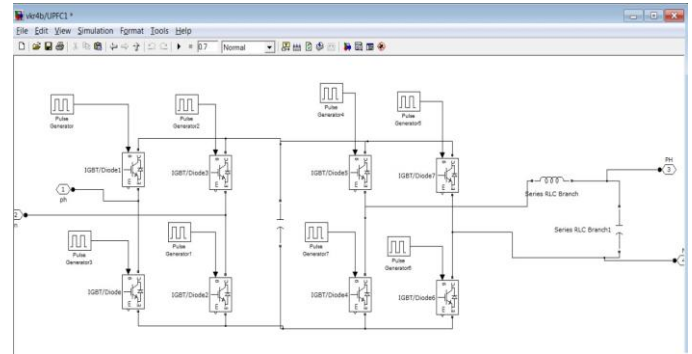 vkr4b/UPFC1 *
File Edit View Simulation Format Tools Help
0.7 Normal
Pulse
Generator
Pulse
Generator2
Pulse
Generator4
Pulse
Generator5
IGBT/Diode1
IGBT/Diode3
IGBT/Diode5
IGBT/Diode7
PH
3
1
ph
2
n
Series RLC Branch
Series RLC Branch1
Pulse
Generator3
Pulse
Generator1
Pulse
Generator7
Pulse
Generator6
IGBT/Diode
IGBT/Diode2
IGBT/Diode4
IGBT/Diode6